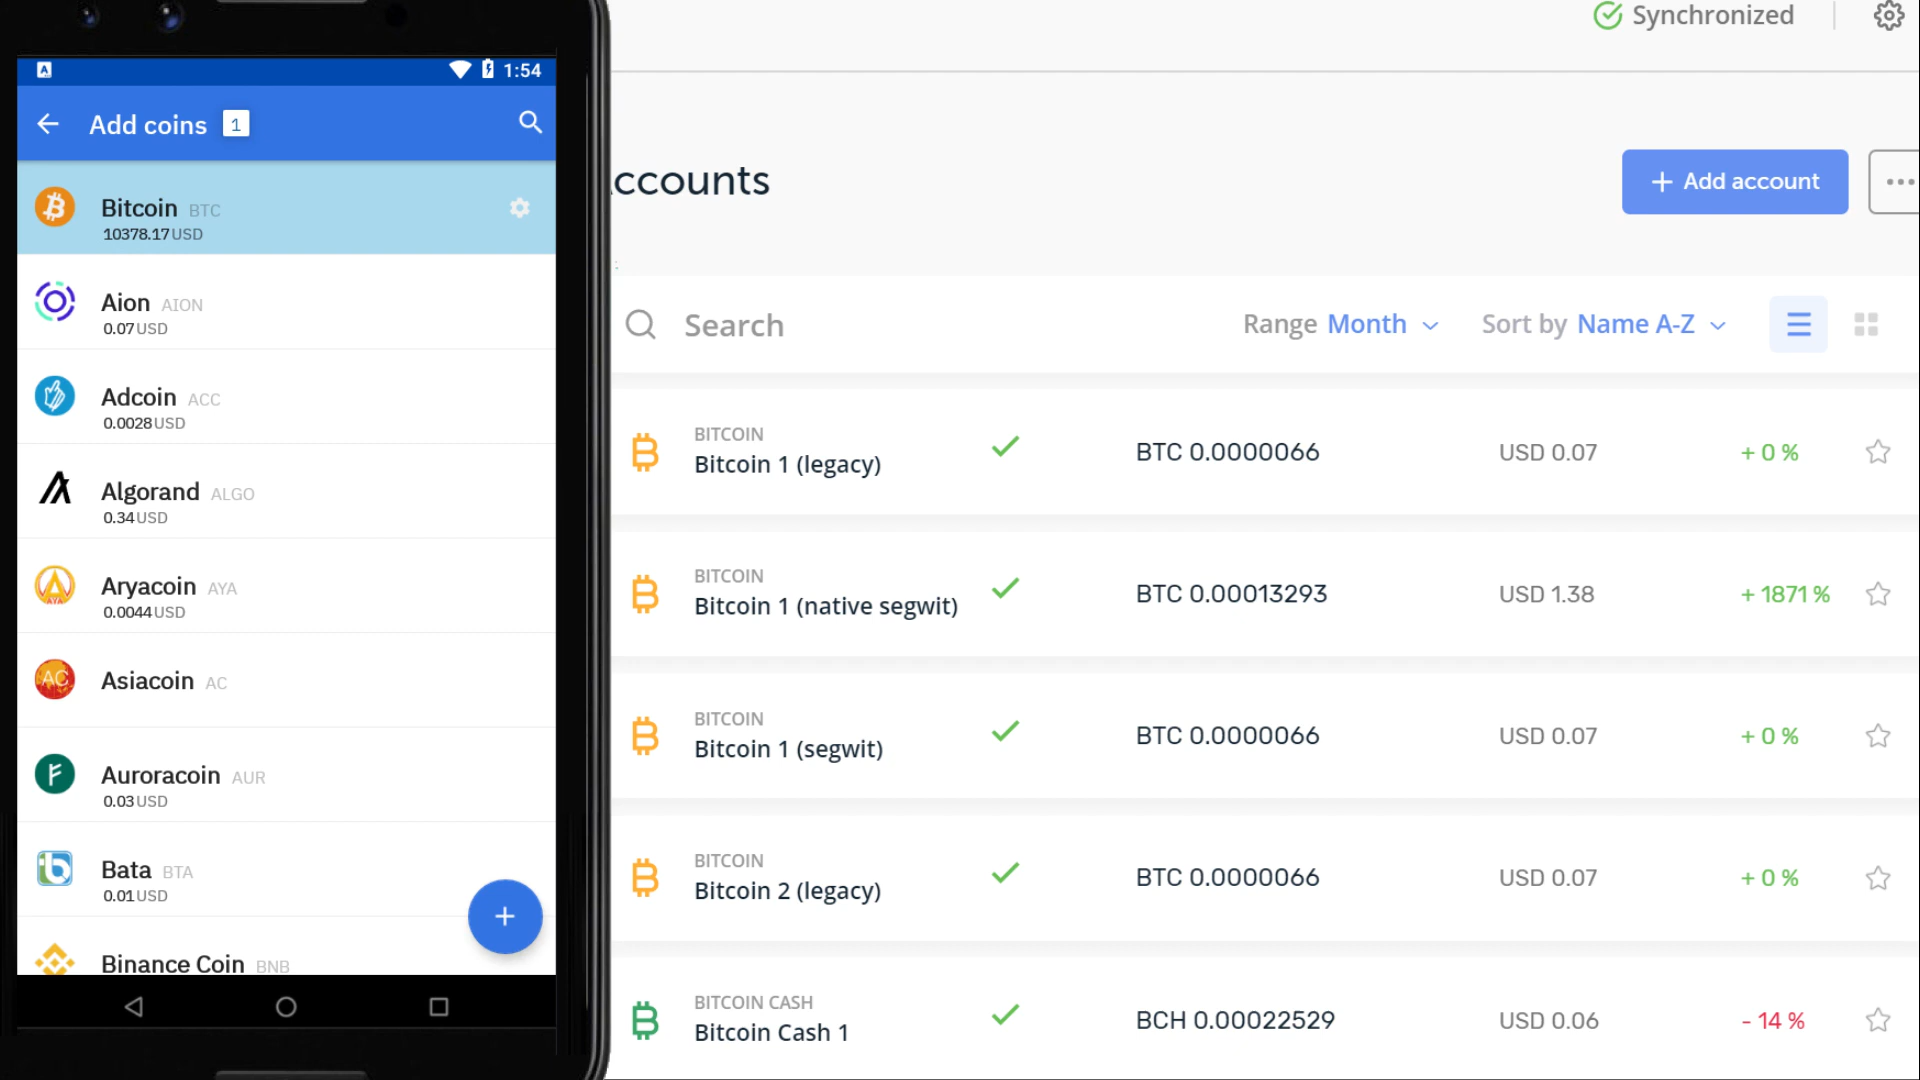 1:54
Add coins 1
Bitcoin BTC
10378.17 USD
Aion AION
0.07 USD
Adcoin ACC
0.0028 USD
Algorand ALGO
0.34 USD
Aryacoin AYA
0.0044 USD
Asiacoin AC
Auroracoin AUR
0.03 USD
Bata BTA
0.01 USD
Binance Coin BNB
Synchronized
ccounts
+ Add account
Search
Range Month
Sort by Name A-Z
BITCOIN
Bitcoin 1 (legacy)
BTC 0.0000066
USD 0.07
+ 0 %
BITCOIN
Bitcoin 1 (native segwit)
BTC 0.00013293
USD 1.38
+ 1871 %
BITCOIN
Bitcoin 1 (segwit)
BTC 0.0000066
USD 0.07
+ 0 %
BITCOIN
Bitcoin 2 (legacy)
BTC 0.0000066
USD 0.07
+ 0 %
BITCOIN CASH
Bitcoin Cash 1
BCH 0.00022529
USD 0.06
- 14 %